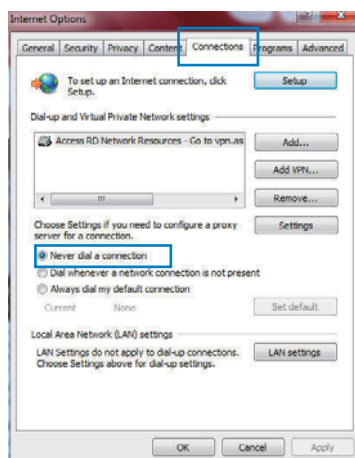 Internet Options
General Security Privacy Content Connections Programs Advanced
To set up an Internet connection, click
Setup.
Setup
Dial-up and Virtual Private Network settings
Access RD Network Resources - Go to vpn.as
Add...
Add VPN...
Remove...
Choose Settings if you need to configure a proxy
server for a connection.
Settings
Never dial a connection
Dial whenever a network connection is not present
Always dial my default connection
Current None
Set default
Local Area Network (LAN) settings
LAN Settings do not apply to dial-up connections.
Choose Settings above for dial-up settings.
LAN settings
OK Cancel Apply